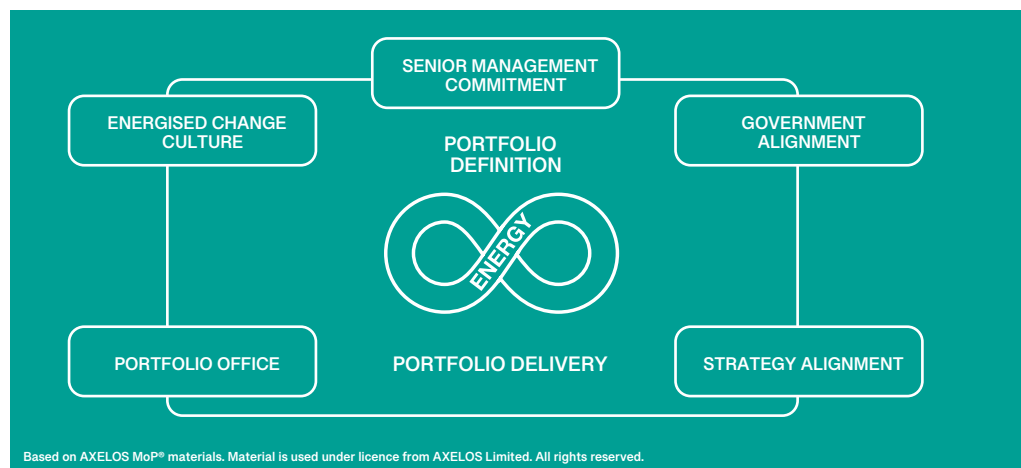 SENIOR MANAGEMENT
COMMITMENT
ENERGISED CHANGE
CULTURE
GOVERNMENT
ALIGNMENT
PORTFOLIO
DEFINITION
ENERGY
PORTFOLIO OFFICE
PORTFOLIO DELIVERY
STRATEGY ALIGNMENT
Based on AXELOS MoP® materials. Material is used under licence from AXELOS Limited. All rights reserved.